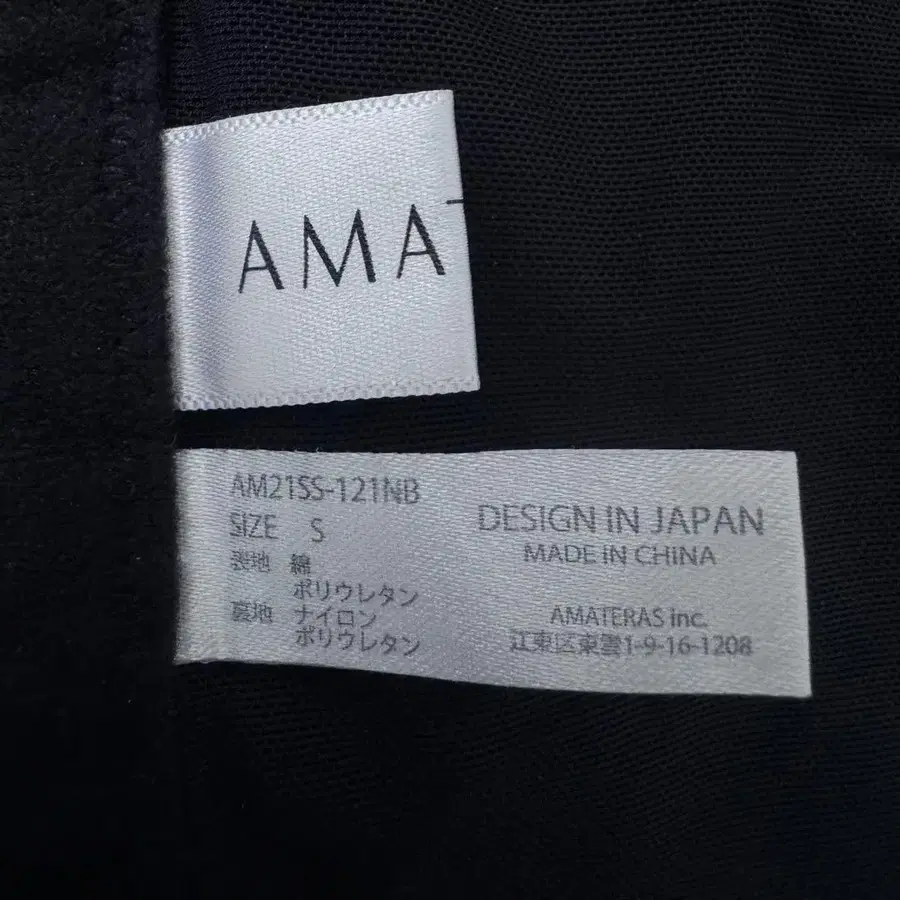 AMA
AM21SS-121NB
SIZE S
表地 綿
ポリウレタン
裏地 ナイロン
ポリウレタン
DESIGN IN JAPAN
MADE IN CHINA
AMATERAS inc.
江東区東雲1-9-16-1208